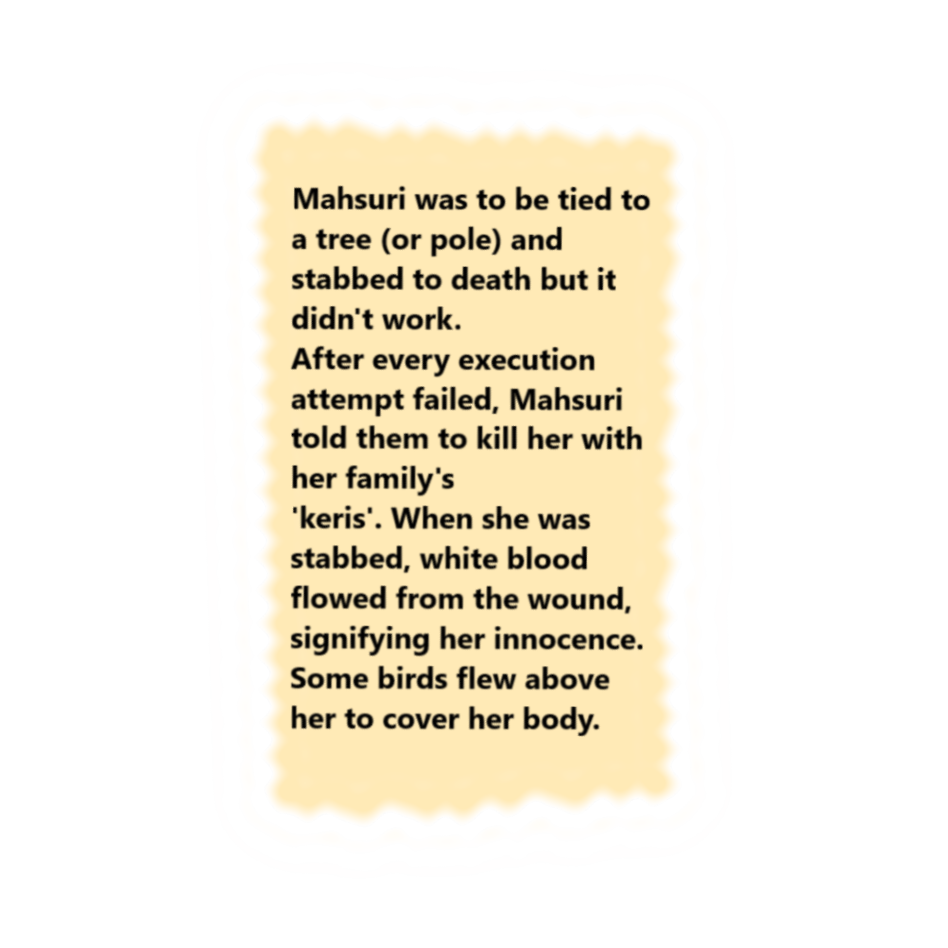 Mahsuri was to be tied to
a tree (or pole) and
stabbed to death but it
didn't work.
After every execution
attempt failed, Mahsuri
told them to kill her with
her family's
'keris'. When she was
stabbed, white blood
flowed from the wound,
signifying her innocence.
Some birds flew above
her to cover her body.